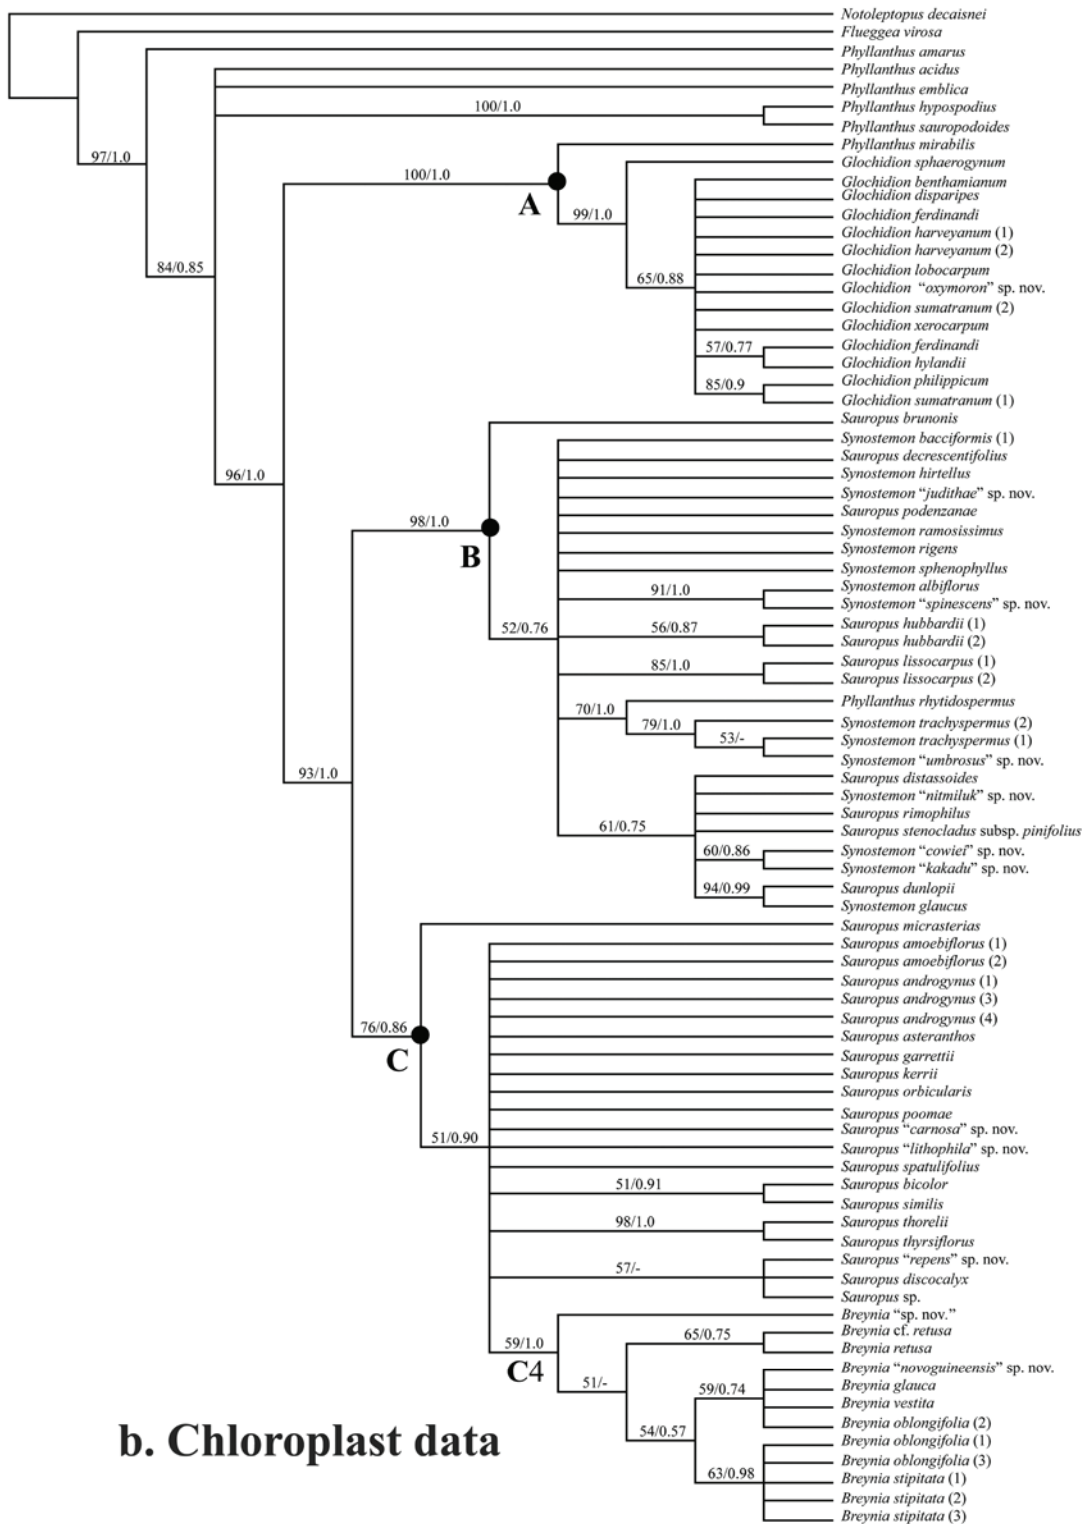 Notoleptopus decaisnei
Flueggea virosa
Phyllanthus amarus
Phyllanthus acidus
Phyllanthus emblica
100/1.0
Phyllanthus hypospodius
Phyllanthus sauropodoides
97/1.0
Phyllanthus mirabilis
100/1.0
A
Glochidion sphaerogynum
Glochidion benthamianum
Glochidion disparipes
99/1.0
Glochidion ferdinandi
Glochidion harveyanum (1)
Glochidion harveyanum (2)
84/0.85
65/0.88
Glochidion lobocarpum
Glochidion "oxymoron" sp. nov.
Glochidion sumatranum (2)
Glochidion xerocarpum
57/0.77
Glochidion ferdinandi
Glochidion hylandii
85/0.9
Glochidion philippicum
Glochidion sumatranum (1)
Sauropus brunonis
Synostemon bacciformis (1)
Sauropus decrescentifolius
96/1.0
Synostemon hirtellus
Synostemon "judithae" sp. nov.
Sauropus podenzanae
98/1.0
B
Synostemon ramosissimus
Synostemon rigens
Synostemon sphenophyllus
91/1.0
Synostemon albiflorus
Synostemon "spinescens" sp. nov.
52/0.76
56/0.87
Sauropus hubbardii (1)
Sauropus hubbardii (2)
85/1.0
Sauropus lissocarpus (1)
Sauropus lissocarpus (2)
70/1.0
Phyllanthus rhytidospermus
79/1.0
Synostemon trachyspermus (2)
53/-
Synostemon trachyspermus (1)
Synostemon "umbrosus" sp. nov.
93/1.0
Sauropus distassoides
Synostemon "nitmiluk" sp. nov.
Sauropus rimophilus
61/0.75
Sauropus stenocladus subsp. pinifolius
60/0.86
Synostemon "cowiei" sp. nov.
Synostemon "kakadu" sp. nov.
94/0.99
Sauropus dunlopii
Synostemon glaucus
Sauropus micrasterias
Sauropus amoebiflorus (1)
Sauropus amoebiflorus (2)
Sauropus androgynus (1)
Sauropus androgynus (3)
Sauropus androgynus (4)
76/0.86
C
Sauropus asteranthos
Sauropus garrettii
Sauropus kerrii
Sauropus orbicularis
Sauropus poomae
51/0.90
Sauropus "carnosa" sp. nov.
Sauropus "lithophila" sp. nov.
Sauropus spatulifolius
51/0.91
Sauropus bicolor
Sauropus similis
98/1.0
Sauropus thorelii
Sauropus thyrsiflorus
57/-
Sauropus "repens" sp. nov.
Sauropus discocalyx
Sauropus sp.
59/1.0
C4
Breynia "sp. nov."
65/0.75
Breynia cf. retusa
Breynia retusa
51/-
Breynia "novoguineensis" sp. nov.
59/0.74
Breynia glauca
Breynia vestita
Breynia oblongifolia (2)
54/0.57
Breynia oblongifolia (1)
Breynia oblongifolia (3)
63/0.98
Breynia stipitata (1)
Breynia stipitata (2)
Breynia stipitata (3)
b. Chloroplast data